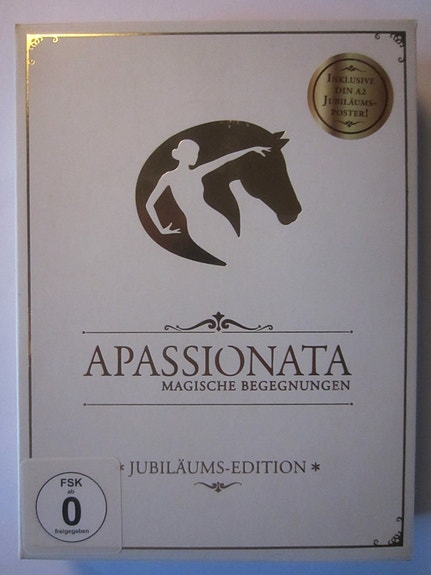 INKLUSIVE
DIN A2
JUBILÄUMS-
POSTER!
APASSIONATA
MAGISCHE BEGEGNUNGEN
* JUBILÄUMS-EDITION *
FSK
ab
0
freigegeben